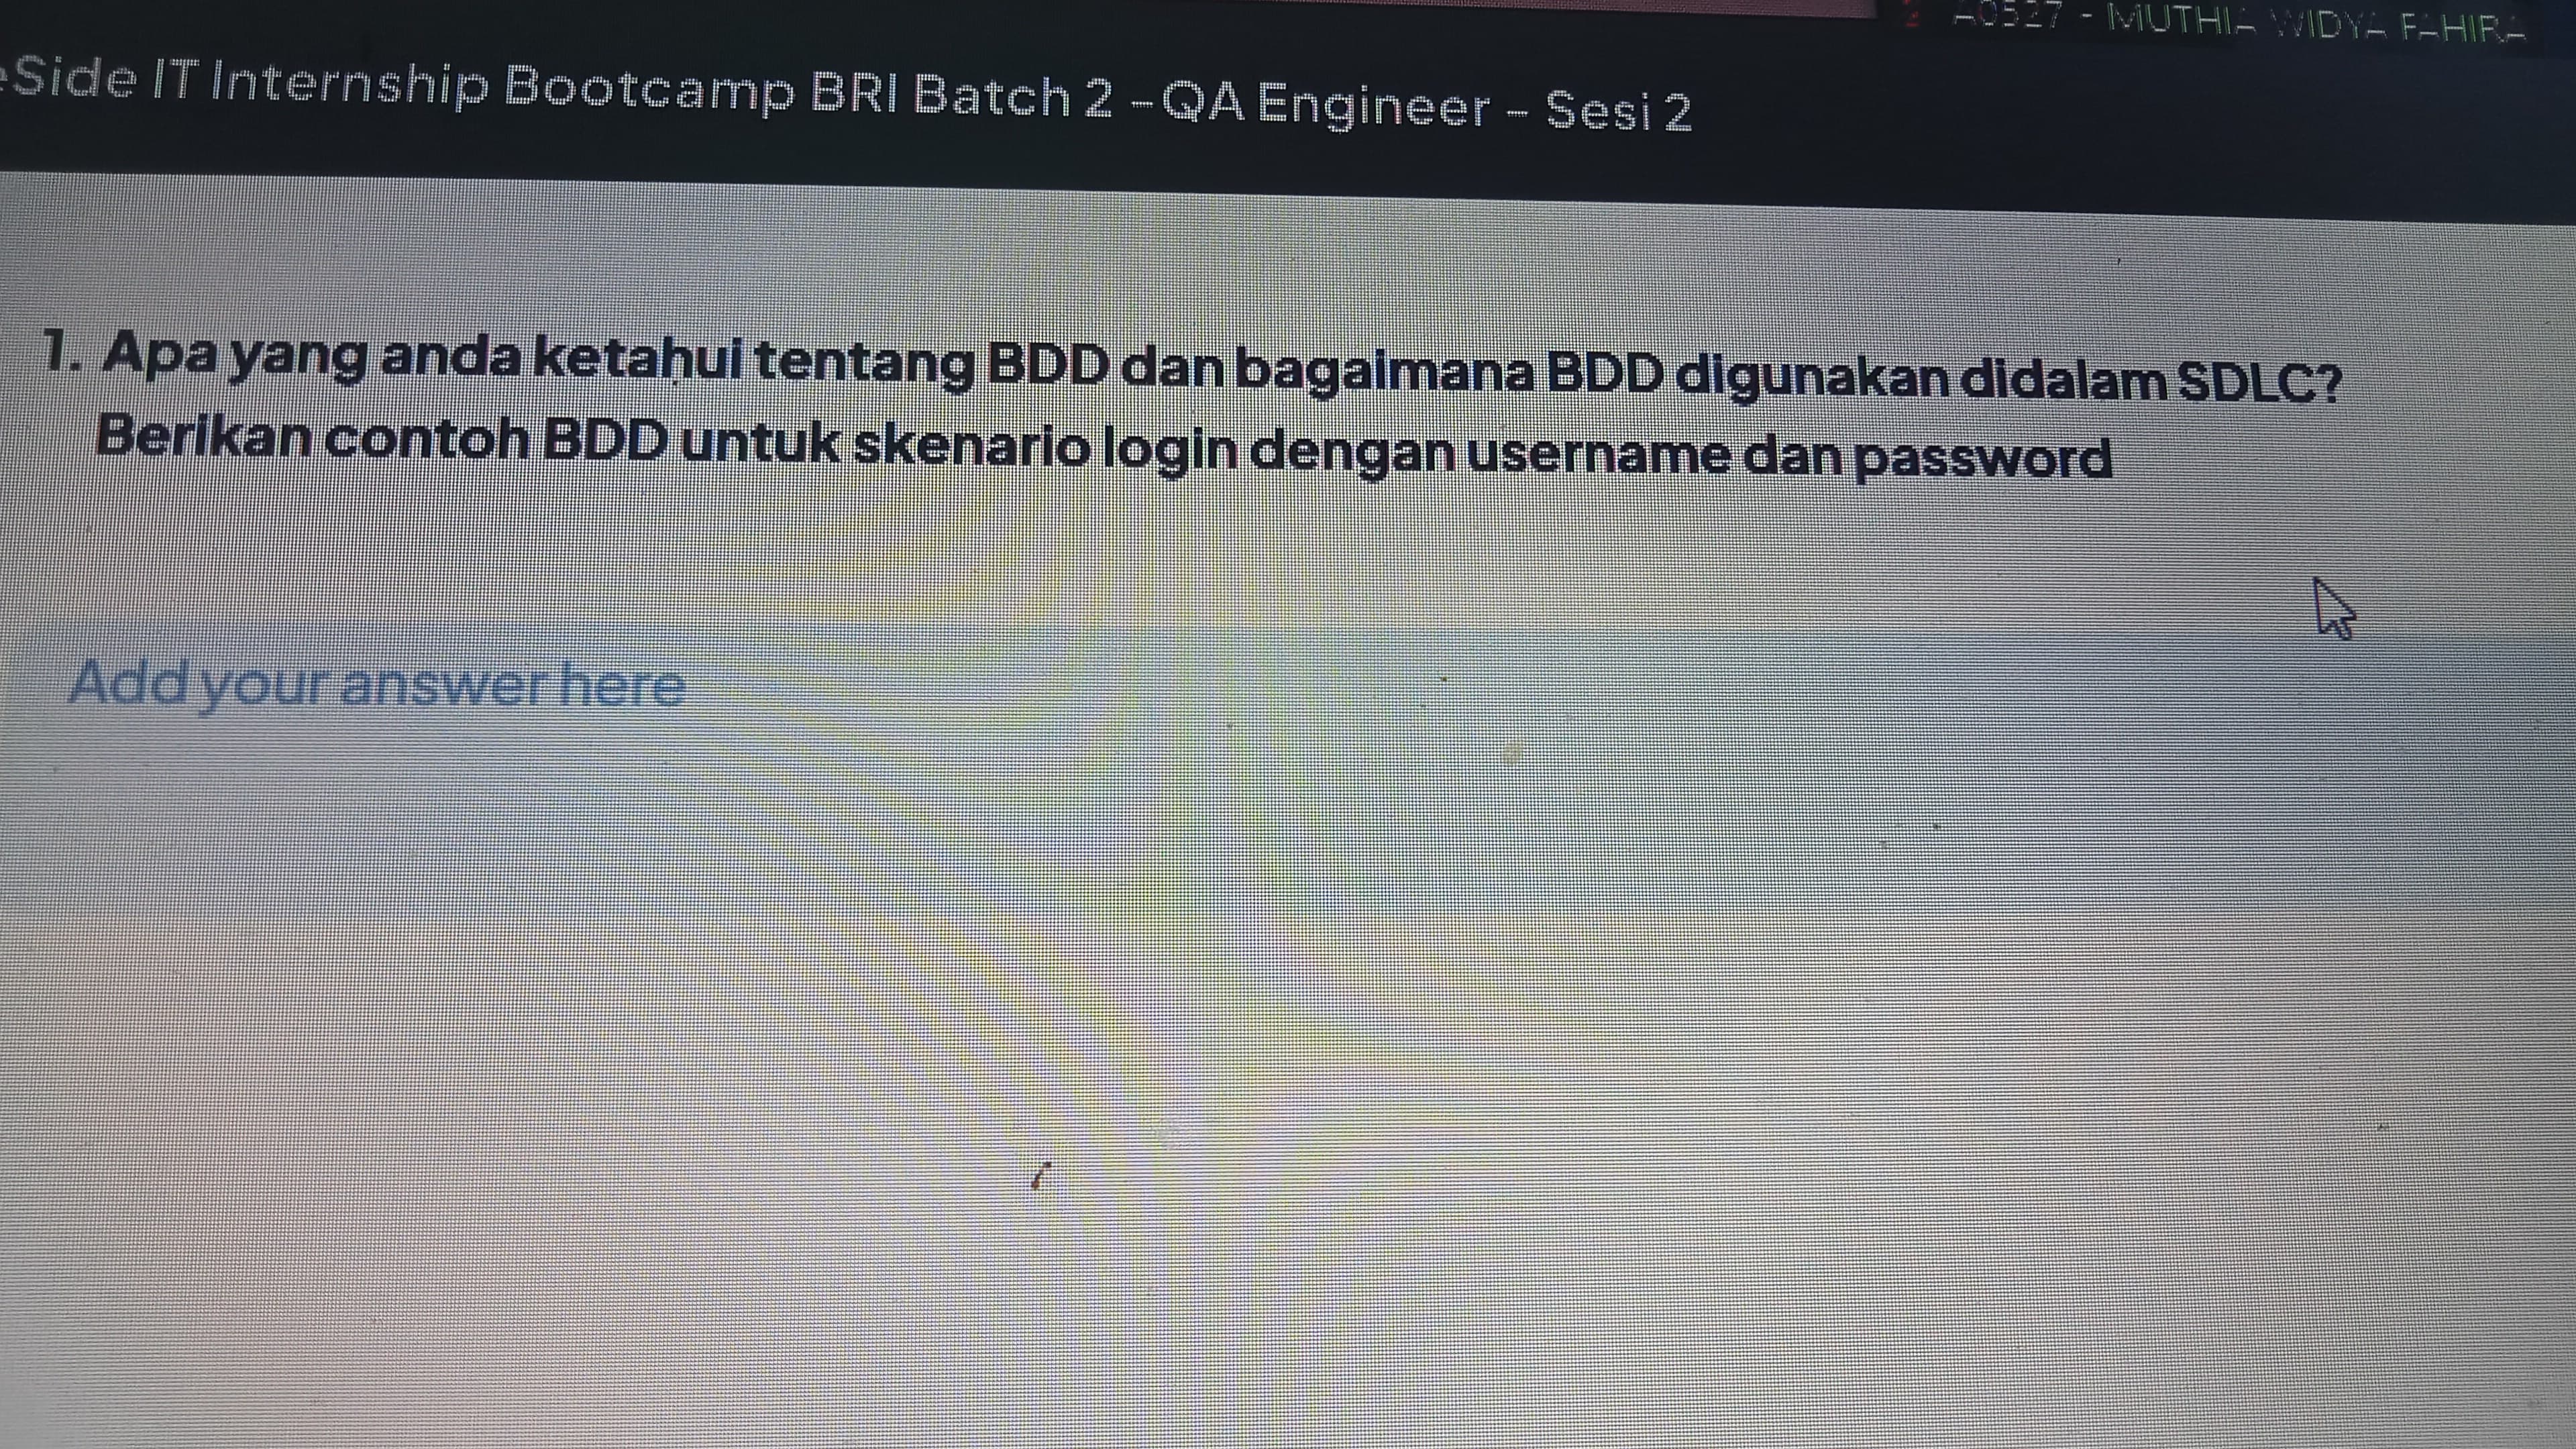 A0527 - MUTHIA WIDYA FAHIRA
Side IT Internship Bootcamp BRI Batch 2 - QA Engineer - Sesi 2
1. Apa yang anda ketahui tentang BDD dan bagaimana BDD digunakan didalam SDLC?
Berikan contoh BDD untuk skenario login dengan username dan password
Add your answer here